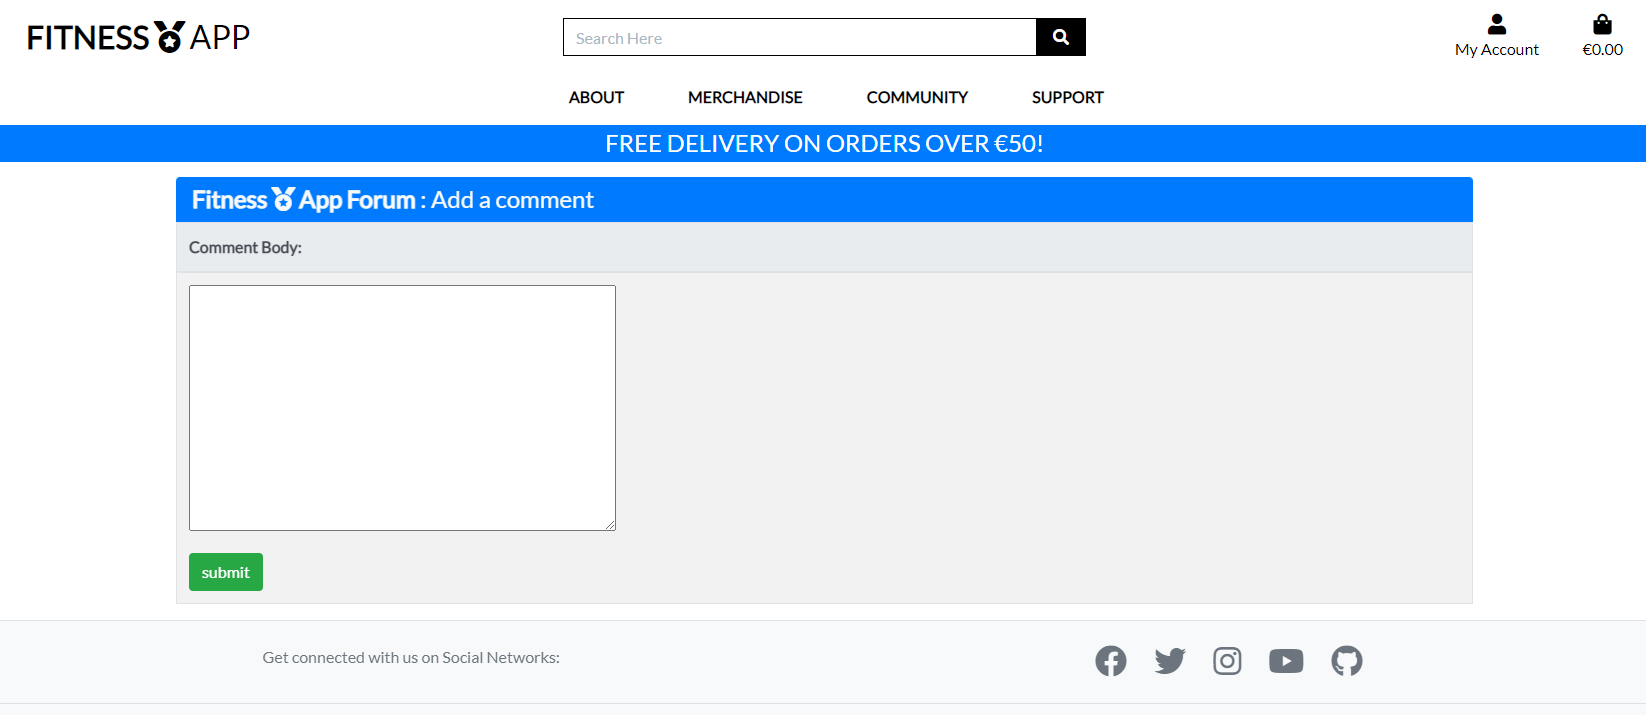 FITNESS APP
Search Here
My Account
€0.00
ABOUT
MERCHANDISE
COMMUNITY
SUPPORT
FREE DELIVERY ON ORDERS OVER €50!
Fitness App Forum : Add a comment
Comment Body:
submit
Get connected with us on Social Networks: